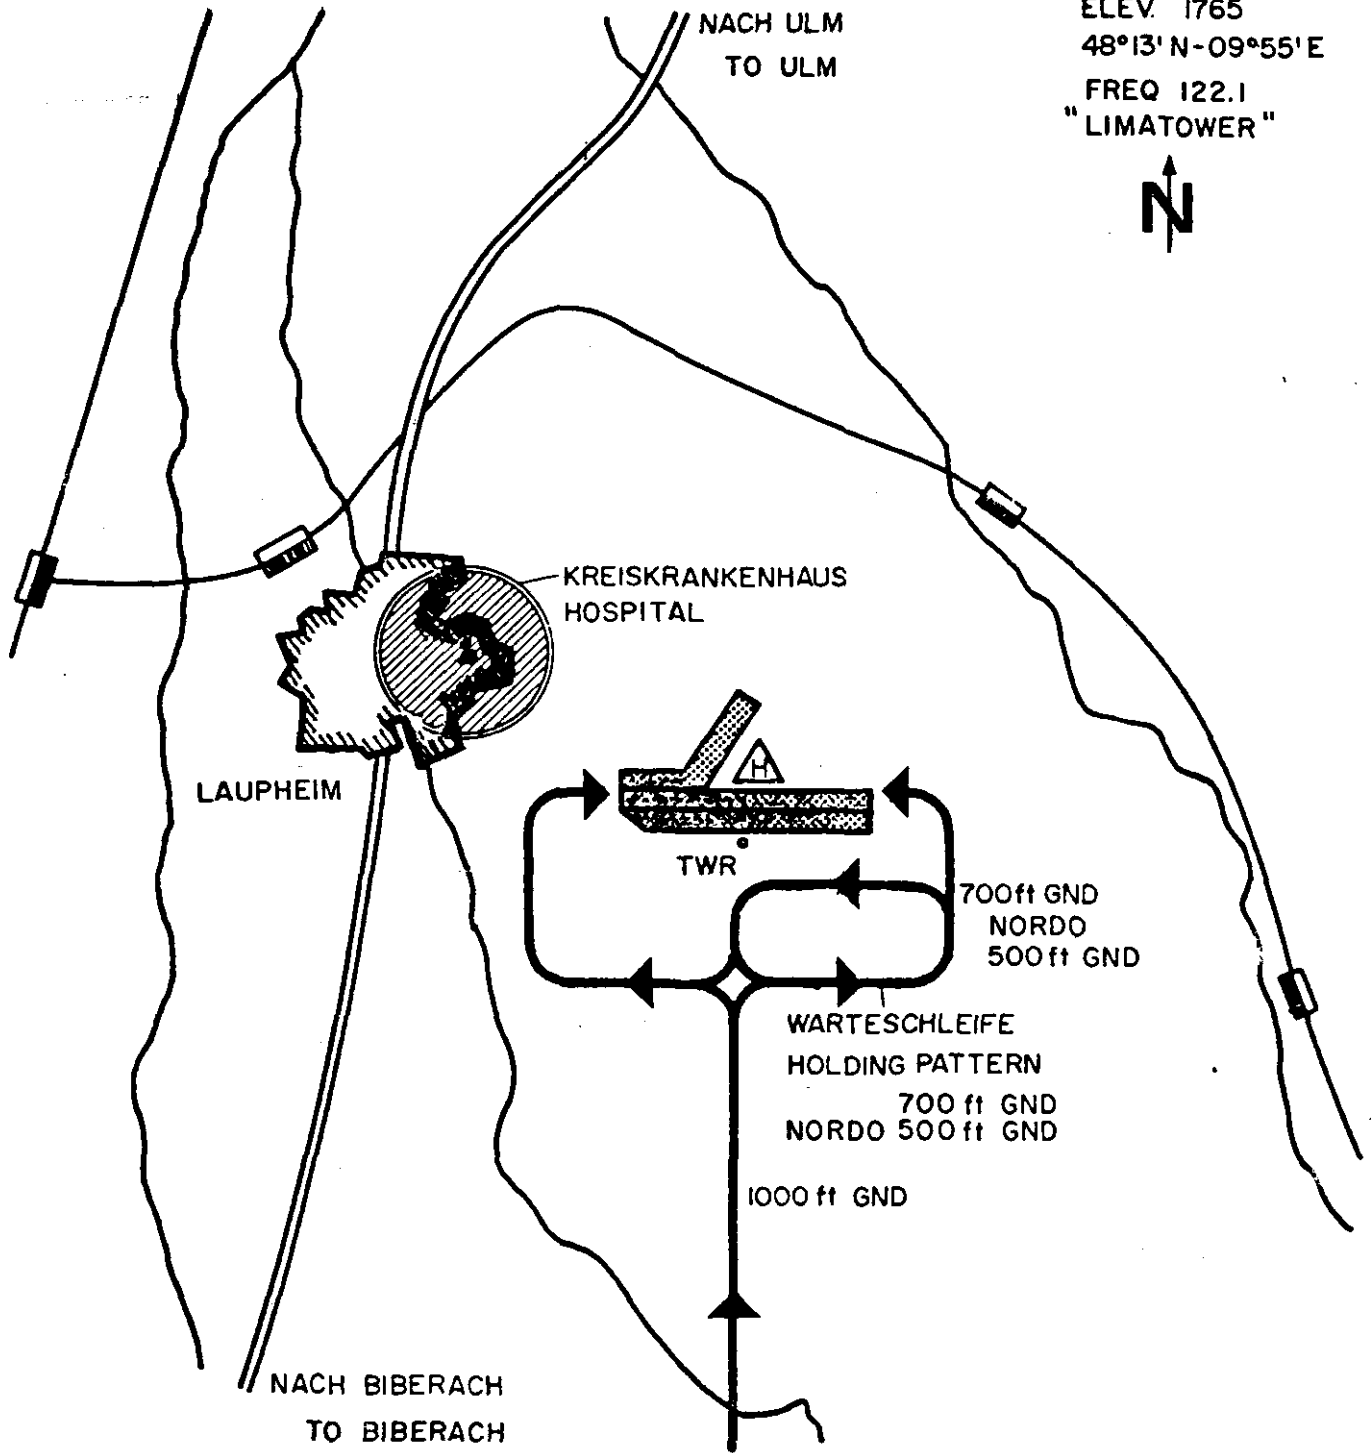 NACH ULM
TO ULM
ELEV. 1765
48°13' N-09°55' E
FREQ 122.1
"LIMATOWER"
N
KREISKRANKENHAUS
HOSPITAL
H
LAUPHEIM
TWR
700ft GND
NORDO
500ft GND
WARTESCHLEIFE
HOLDING PATTERN
700 ft GND
NORDO 500 ft GND
1000 ft GND
NACH BIBERACH
TO BIBERACH